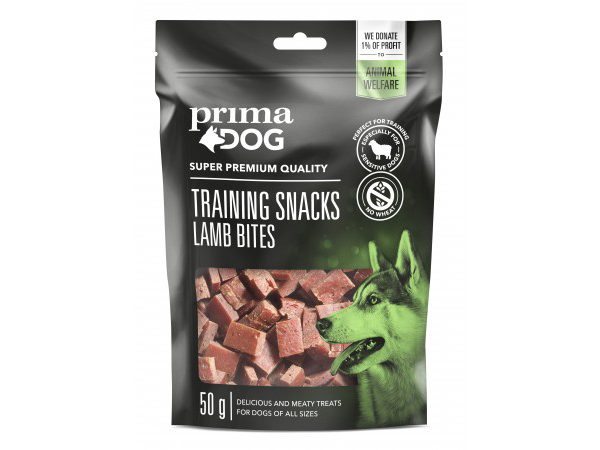 WE DONATE
1% OF PROFIT
TO
ANIMAL
WELFARE
prima
DOG
SUPER PREMIUM QUALITY
PERFECT FOR TRAINING
ESPECIALLY FOR
SENSITIVE DOGS
NO WHEAT
TRAINING SNACKS
LAMB BITES
50 g
DELICIOUS AND MEATY TREATS
FOR DOGS OF ALL SIZES